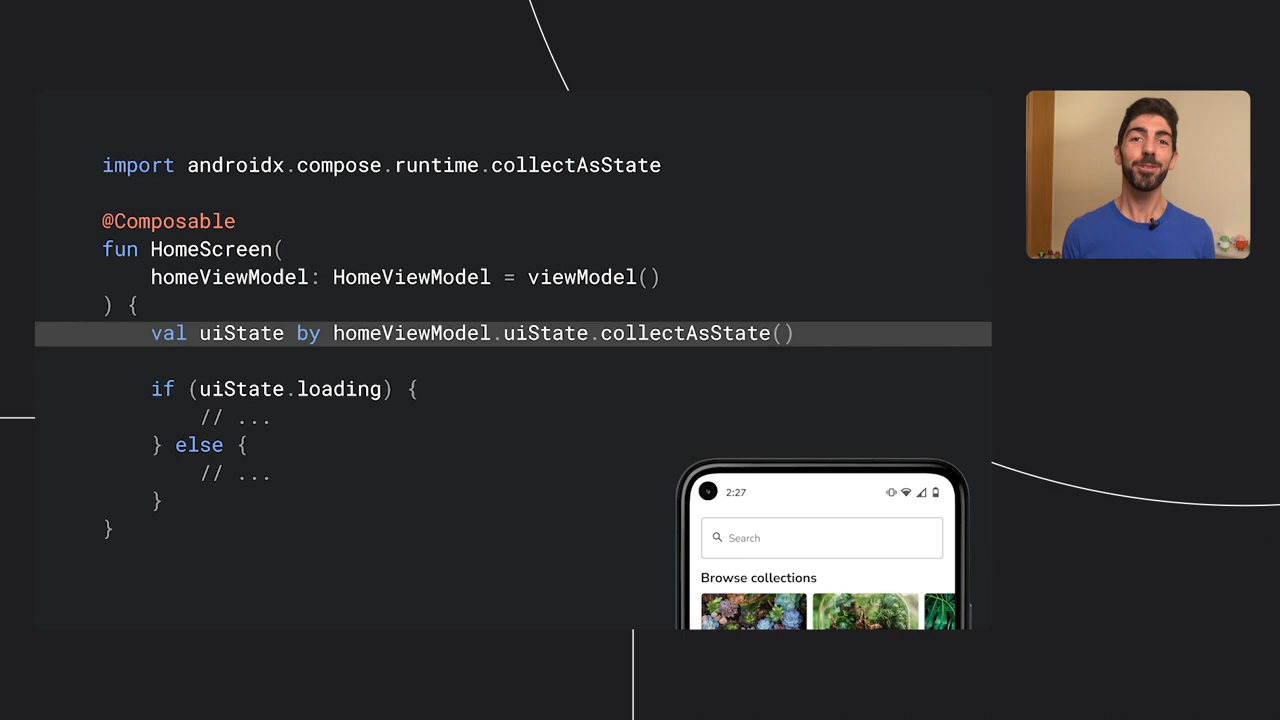 import androidx.compose.runtime.collectAsState
@Composable
fun HomeScreen(
    homeViewModel: HomeViewModel = viewModel()
) {
    val uiState by homeViewModel.uiState.collectAsState()
    if (uiState.loading) {
        // ...
    } else {
        // ...
    }
}
2:27
Search
Browse collections